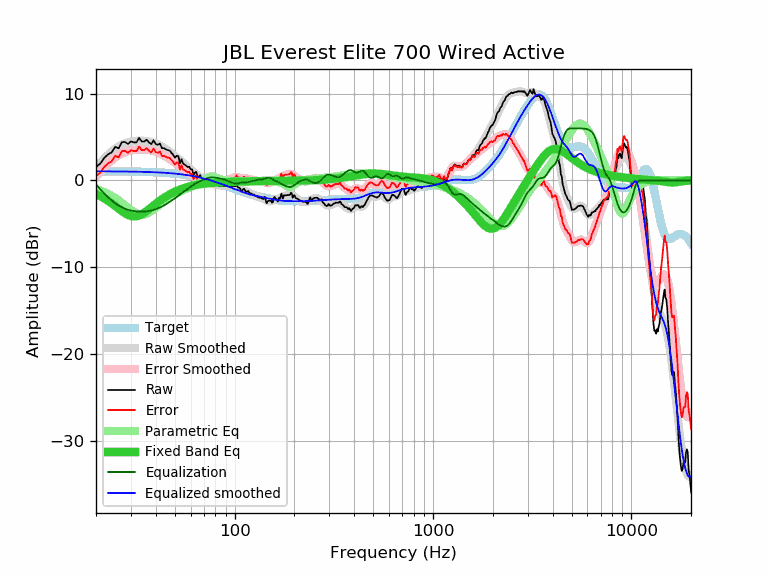 JBL Everest Elite 700 Wired Active
10
0
−10
−20
−30
Amplitude (dBr)
Target
Raw Smoothed
Error Smoothed
Raw
Error
Parametric Eq
Fixed Band Eq
Equalization
Equalized smoothed
100
1000
10000
Frequency (Hz)